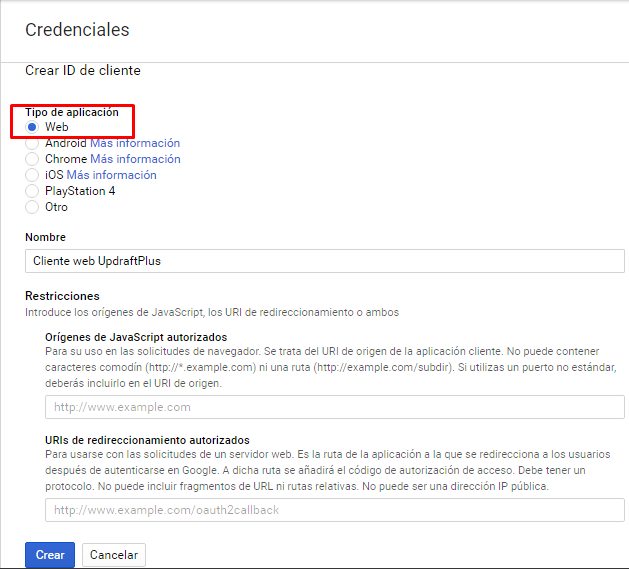 Credenciales
Crear ID de cliente
Tipo de aplicación
Web
Android Más información
Chrome Más información
iOS Más información
PlayStation 4
Otro
Nombre
Cliente web UpdraftPlus
Restricciones
Introduce los orígenes de JavaScript, los URI de redireccionamiento o ambos
Orígenes de JavaScript autorizados
Para su uso en las solicitudes de navegador. Se trata del URI de origen de la aplicación cliente. No puede contener
caracteres comodín (http://*.example.com) ni una ruta (http://example.com/subdir). Si utilizas un puerto no estándar,
deberás incluirlo en el URI de origen.
http://www.example.com
URIs de redireccionamiento autorizados
Para usarse con las solicitudes de un servidor web. Es la ruta de la aplicación a la que se redirecciona a los usuarios
después de autenticarse en Google. A dicha ruta se añadirá el código de autorización de acceso. Debe tener un
protocolo. No puede incluir fragmentos de URL ni rutas relativas. No puede ser una dirección IP pública.
http://www.example.com/oauth2callback
Crear Cancelar